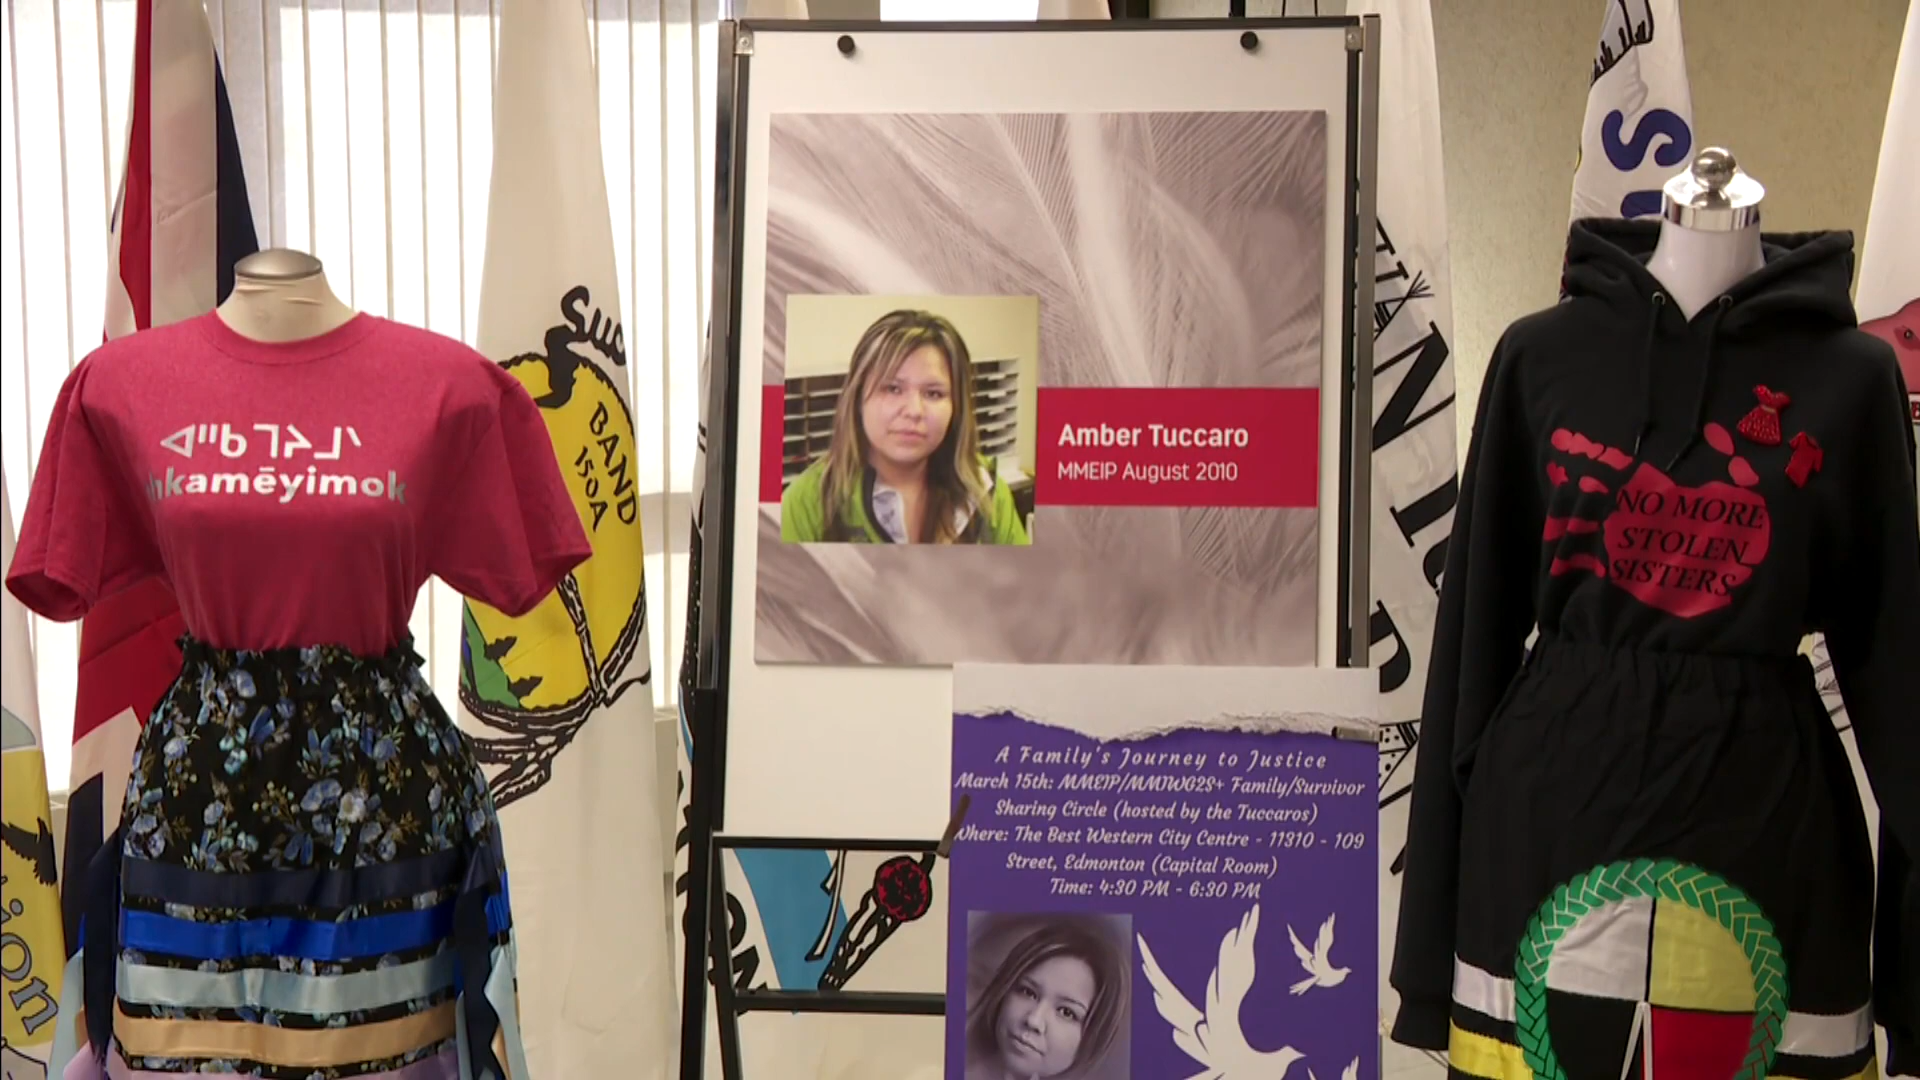 ᐊᐦᑲᒣᔨᒧᐠ
hkamēyimok
BAND
150A
Amber Tuccaro
MMEIP August 2010
A Family's Journey to Justice
March 15th: MMEIP/MMIWG2S+ Family/Survivor
Sharing Circle (hosted by the Tuccaros)
Where: The Best Western City Centre - 11310 - 109
Street, Edmonton (Capital Room)
Time: 4:30 PM - 6:30 PM
NO MORE
STOLEN
SISTERS